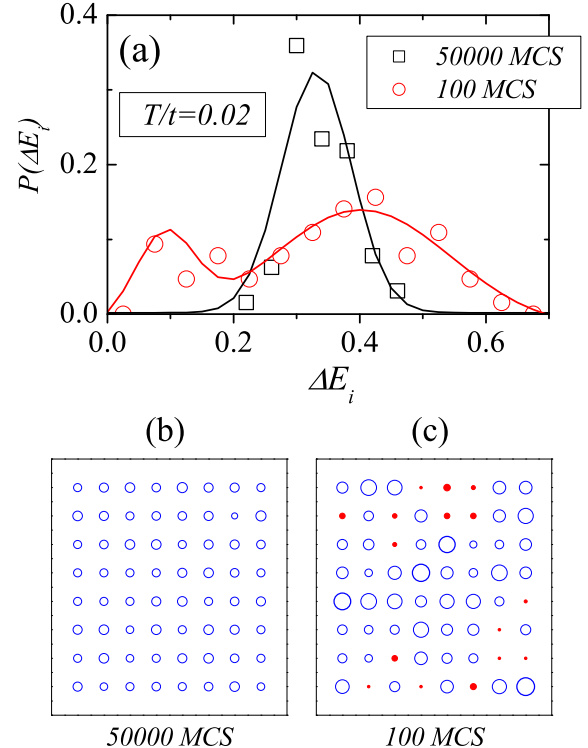 (a)
50000 MCS
100 MCS
T/t=0.02
P(ΔE_i)
0.4
0.2
0.0
0.0 0.2 0.4 0.6
ΔE_i
(b) (c)
50000 MCS 100 MCS